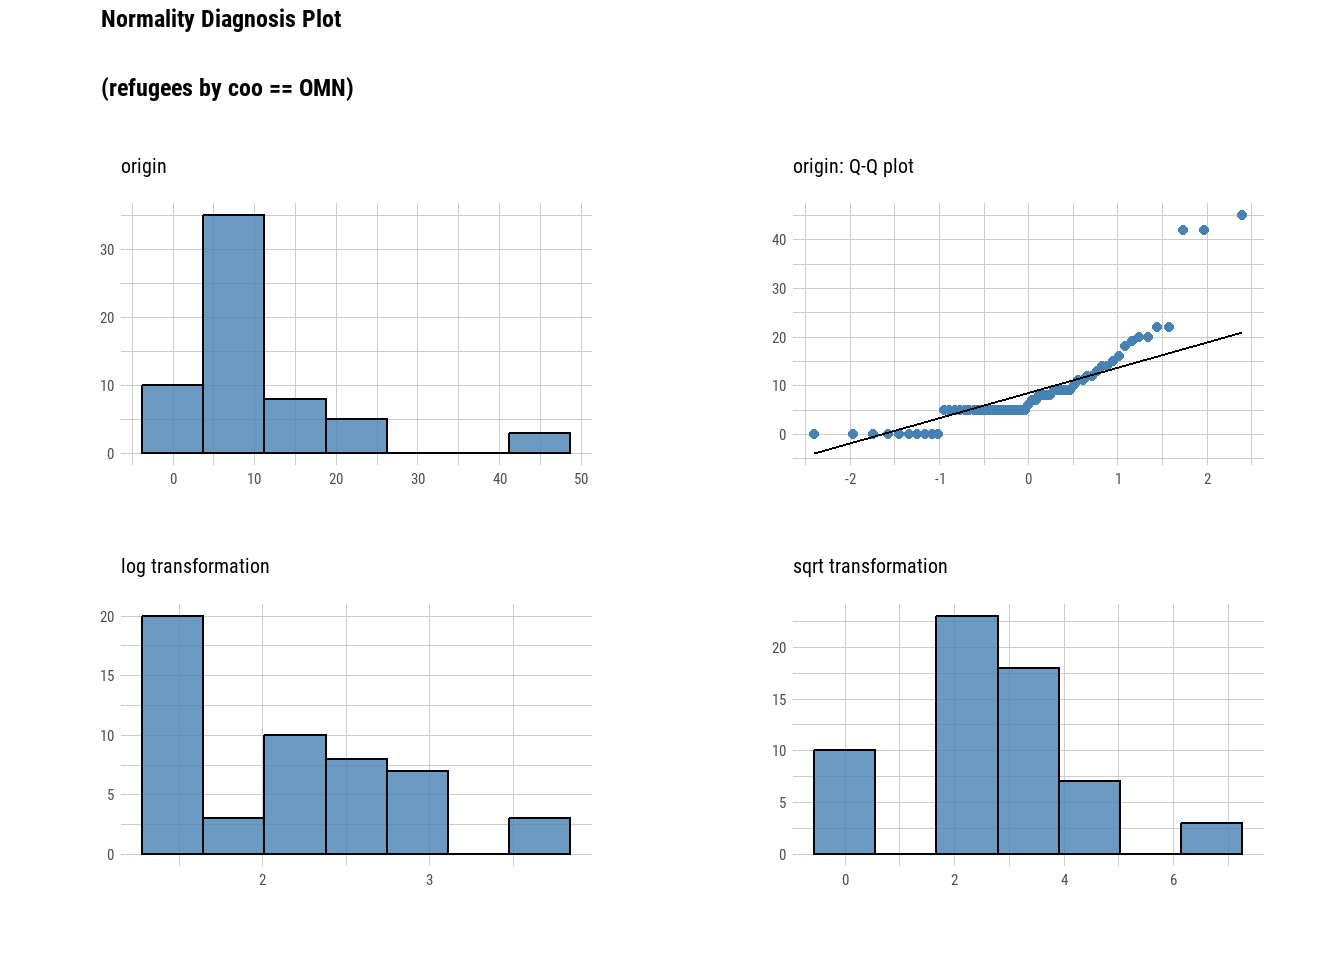 Normality Diagnosis Plot
(refugees by coo == OMN)
origin
30
20
10
0
0 10 20 30 40 50
origin: Q-Q plot
40
30
20
10
0
-2 -1 0 1 2
log transformation
20
15
10
5
0
2 3
sqrt transformation
20
15
10
5
0
0 2 4 6